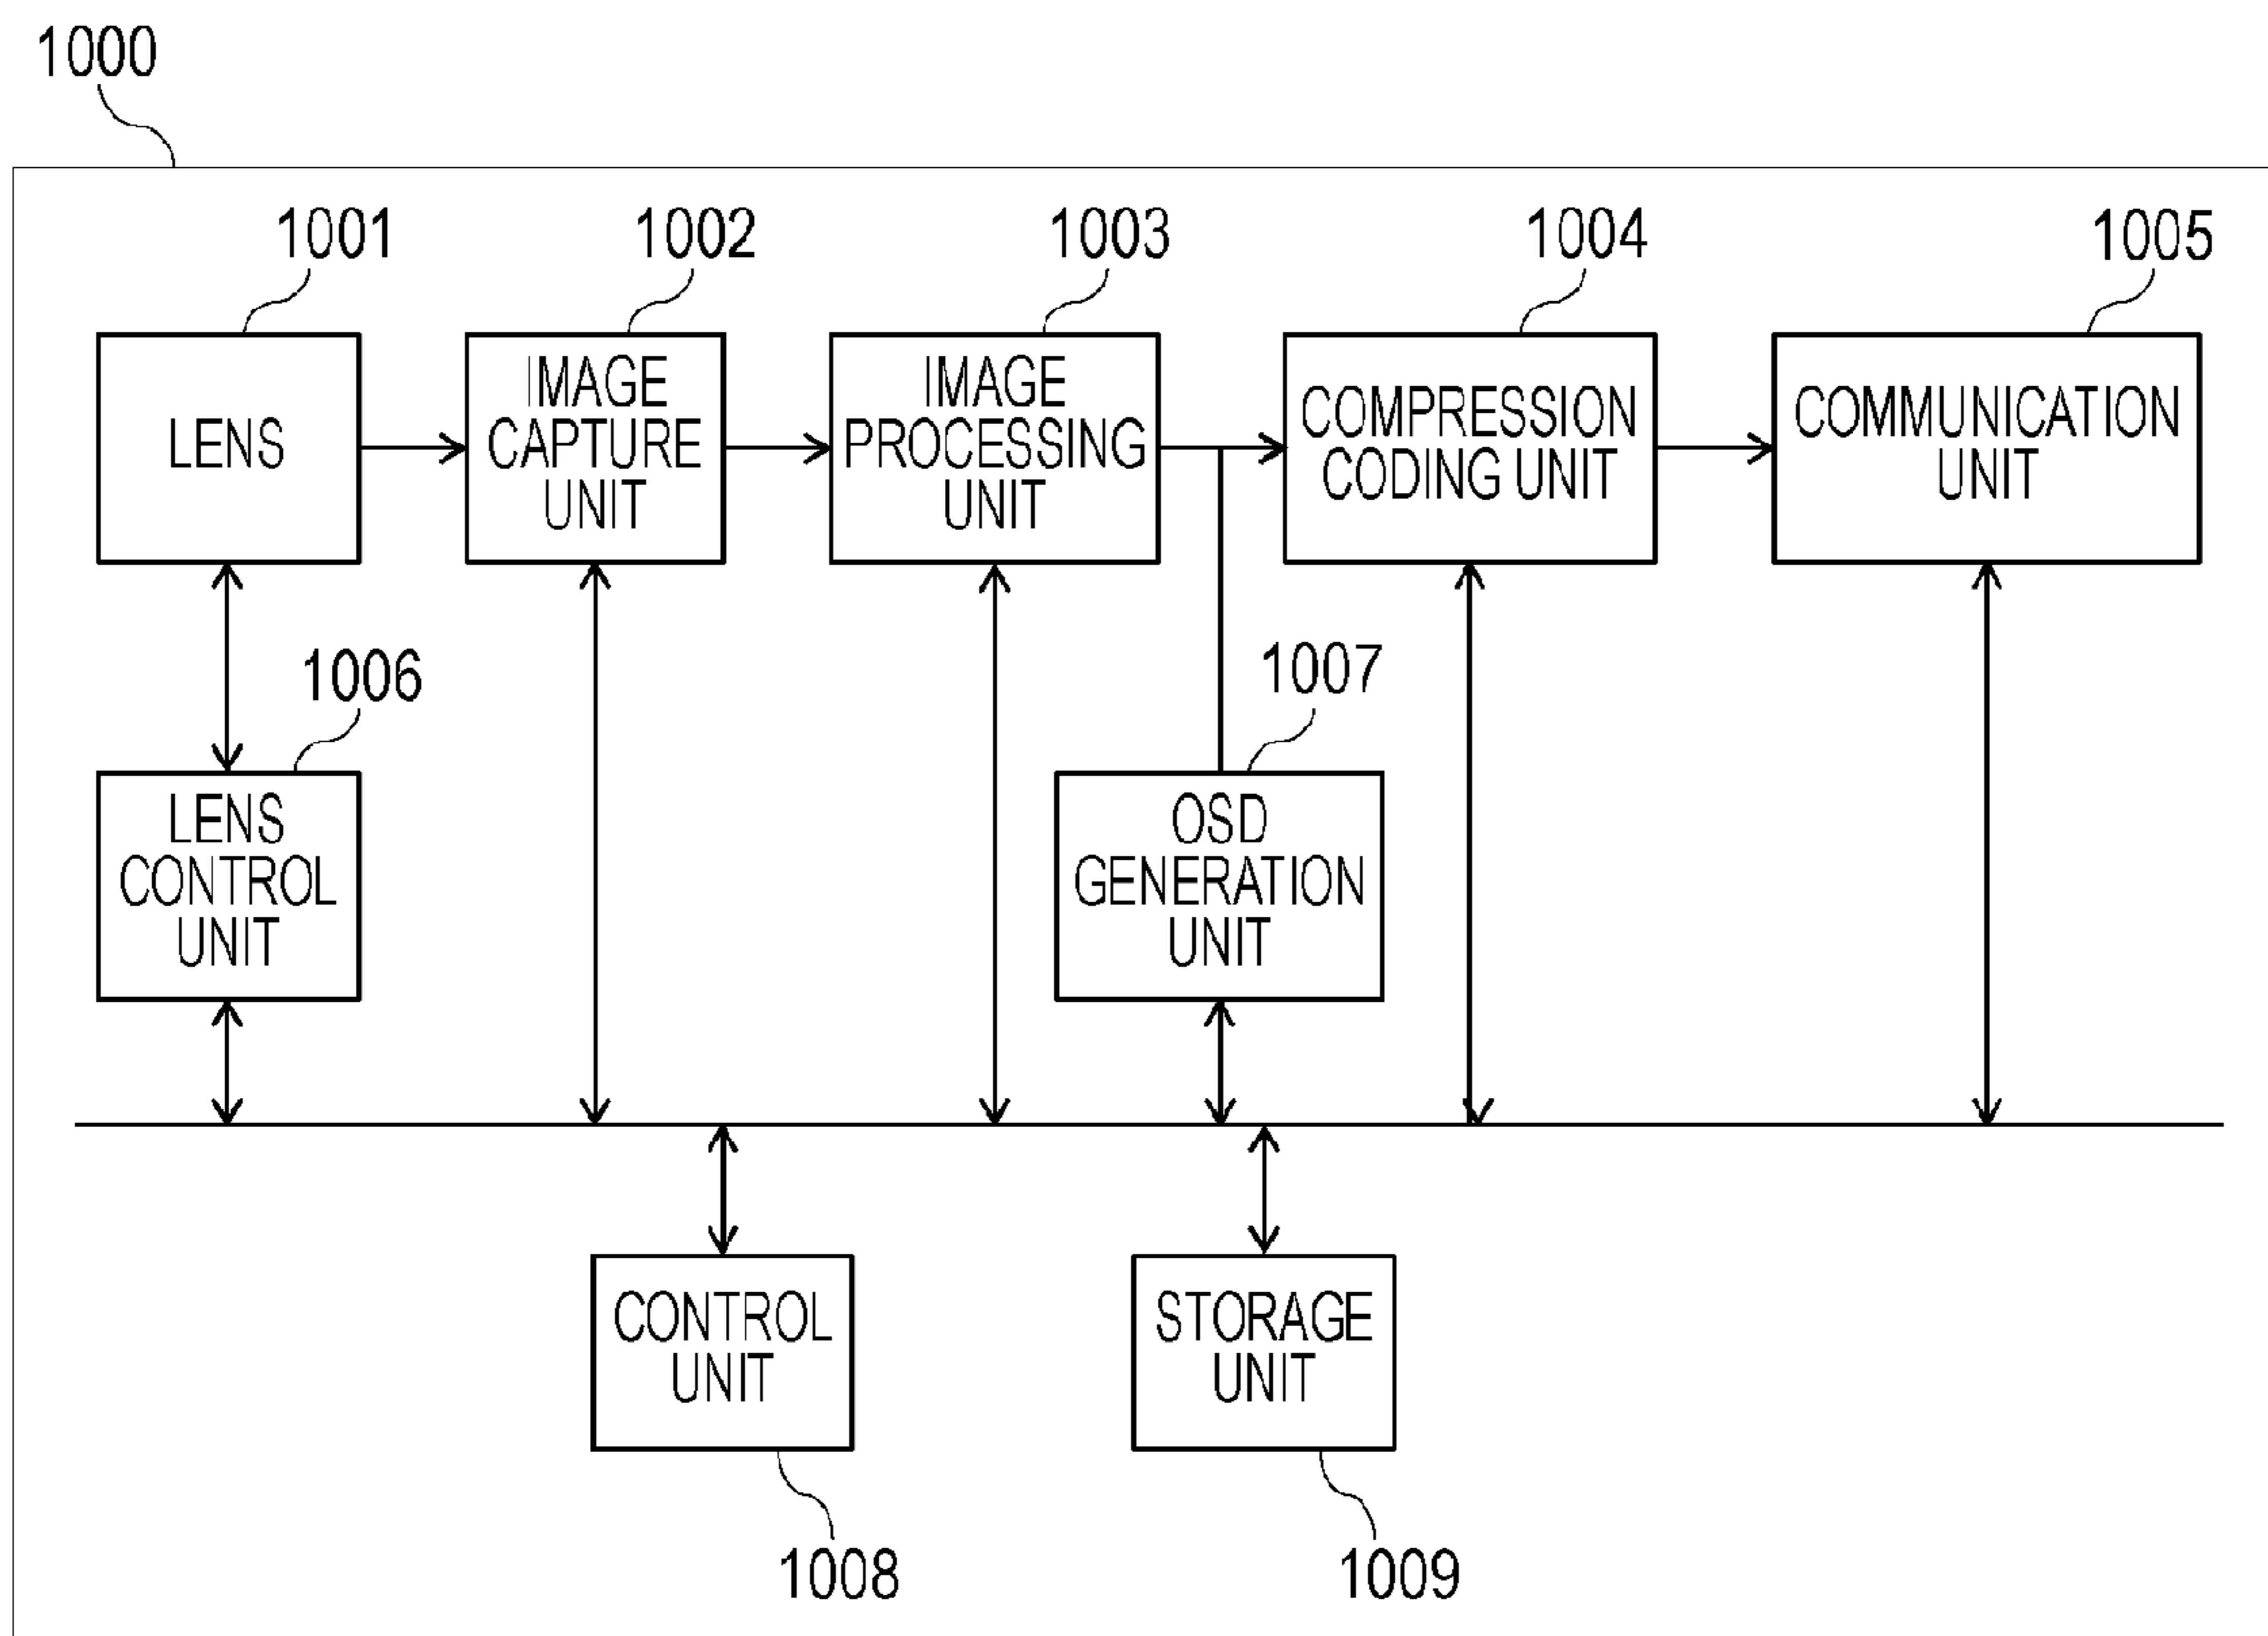 1000
1001
1002
1003
1004
1005
LENS
IMAGE
CAPTURE
UNIT
IMAGE
PROCESSING
UNIT
COMPRESSION
CODING UNIT
COMMUNICATION
UNIT
1006
1007
LENS
CONTROL
UNIT
OSD
GENERATION
UNIT
CONTROL
UNIT
STORAGE
UNIT
1008
1009